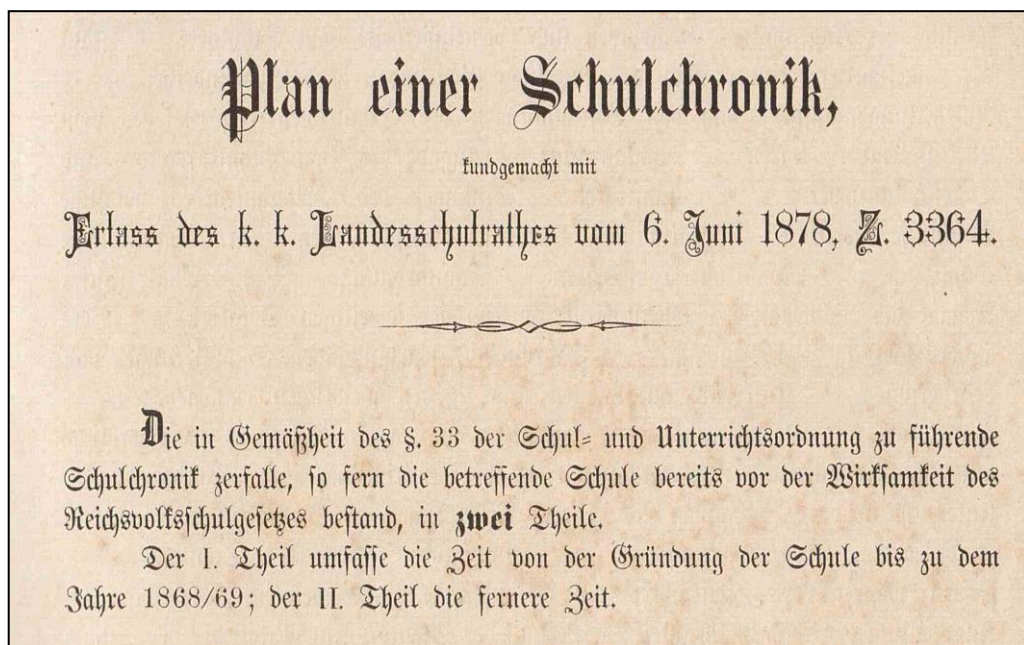 Plan einer Schulchronik,
kundgemacht mit
Erlass des k. k. Landesschulrathes vom 6. Juni 1878, Z. 3364.
Die in Gemäßheit des §. 33 der Schul- und Unterrichtsordnung zu führende
Schulchronik zerfalle, so fern die betreffende Schule bereits vor der Wirksamkeit des
Reichsvolksschulgesetzes bestand, in zwei Theile.
Der I. Theil umfasse die Zeit von der Gründung der Schule bis zu dem
Jahre 1868/69; der II. Theil die fernere Zeit.